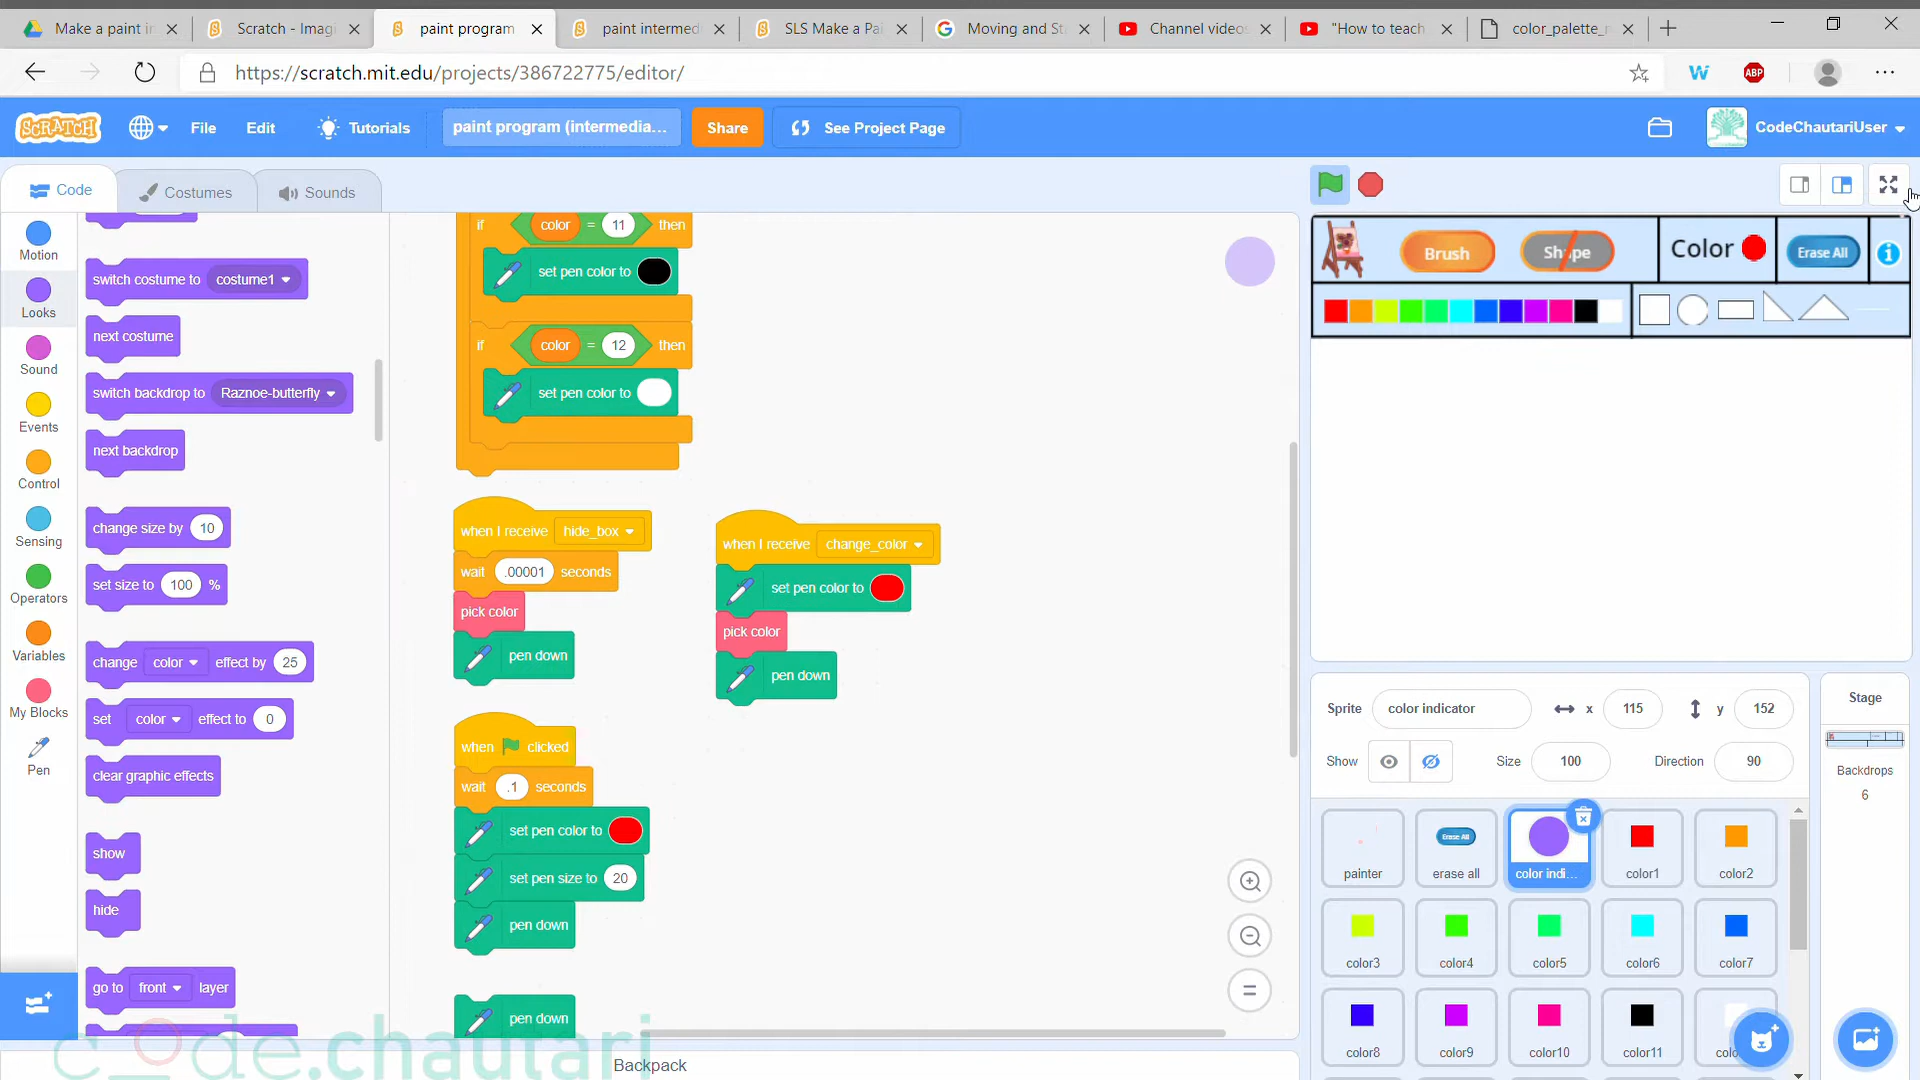 Make a paint in
Scratch - Imagi
paint program
paint intermed
SLS Make a Pai
Moving and Sta
Channel videos
"How to teach
color_palette_r
https://scratch.mit.edu/projects/386722775/editor/
W
ABP
SCRATCH
File
Edit
Tutorials
paint program (intermedia...
Share
See Project Page
CodeChautariUser
Code
Costumes
Sounds
Motion
Looks
Sound
Events
Control
Sensing
Operators
Variables
My Blocks
Pen
switch costume to costume1
next costume
switch backdrop to Raznoe-butterfly
next backdrop
change size by 10
set size to 100 %
change color effect by 25
set color effect to 0
clear graphic effects
show
hide
go to front layer
if color = 11 then
set pen color to
if color = 12 then
set pen color to
when I receive hide_box
wait .00001 seconds
pick color
pen down
when I receive change_color
set pen color to
pick color
pen down
when clicked
wait .1 seconds
set pen color to
set pen size to 20
pen down
pen down
Backpack
code.chautari
Brush
Shape
Color
Erase All
i
Sprite color indicator x 115 y 152
Show Size 100 Direction 90
Erase All
painter
erase all
color indi...
color1
color2
color3
color4
color5
color6
color7
color8
color9
color10
color11
Stage
Backdrops
6